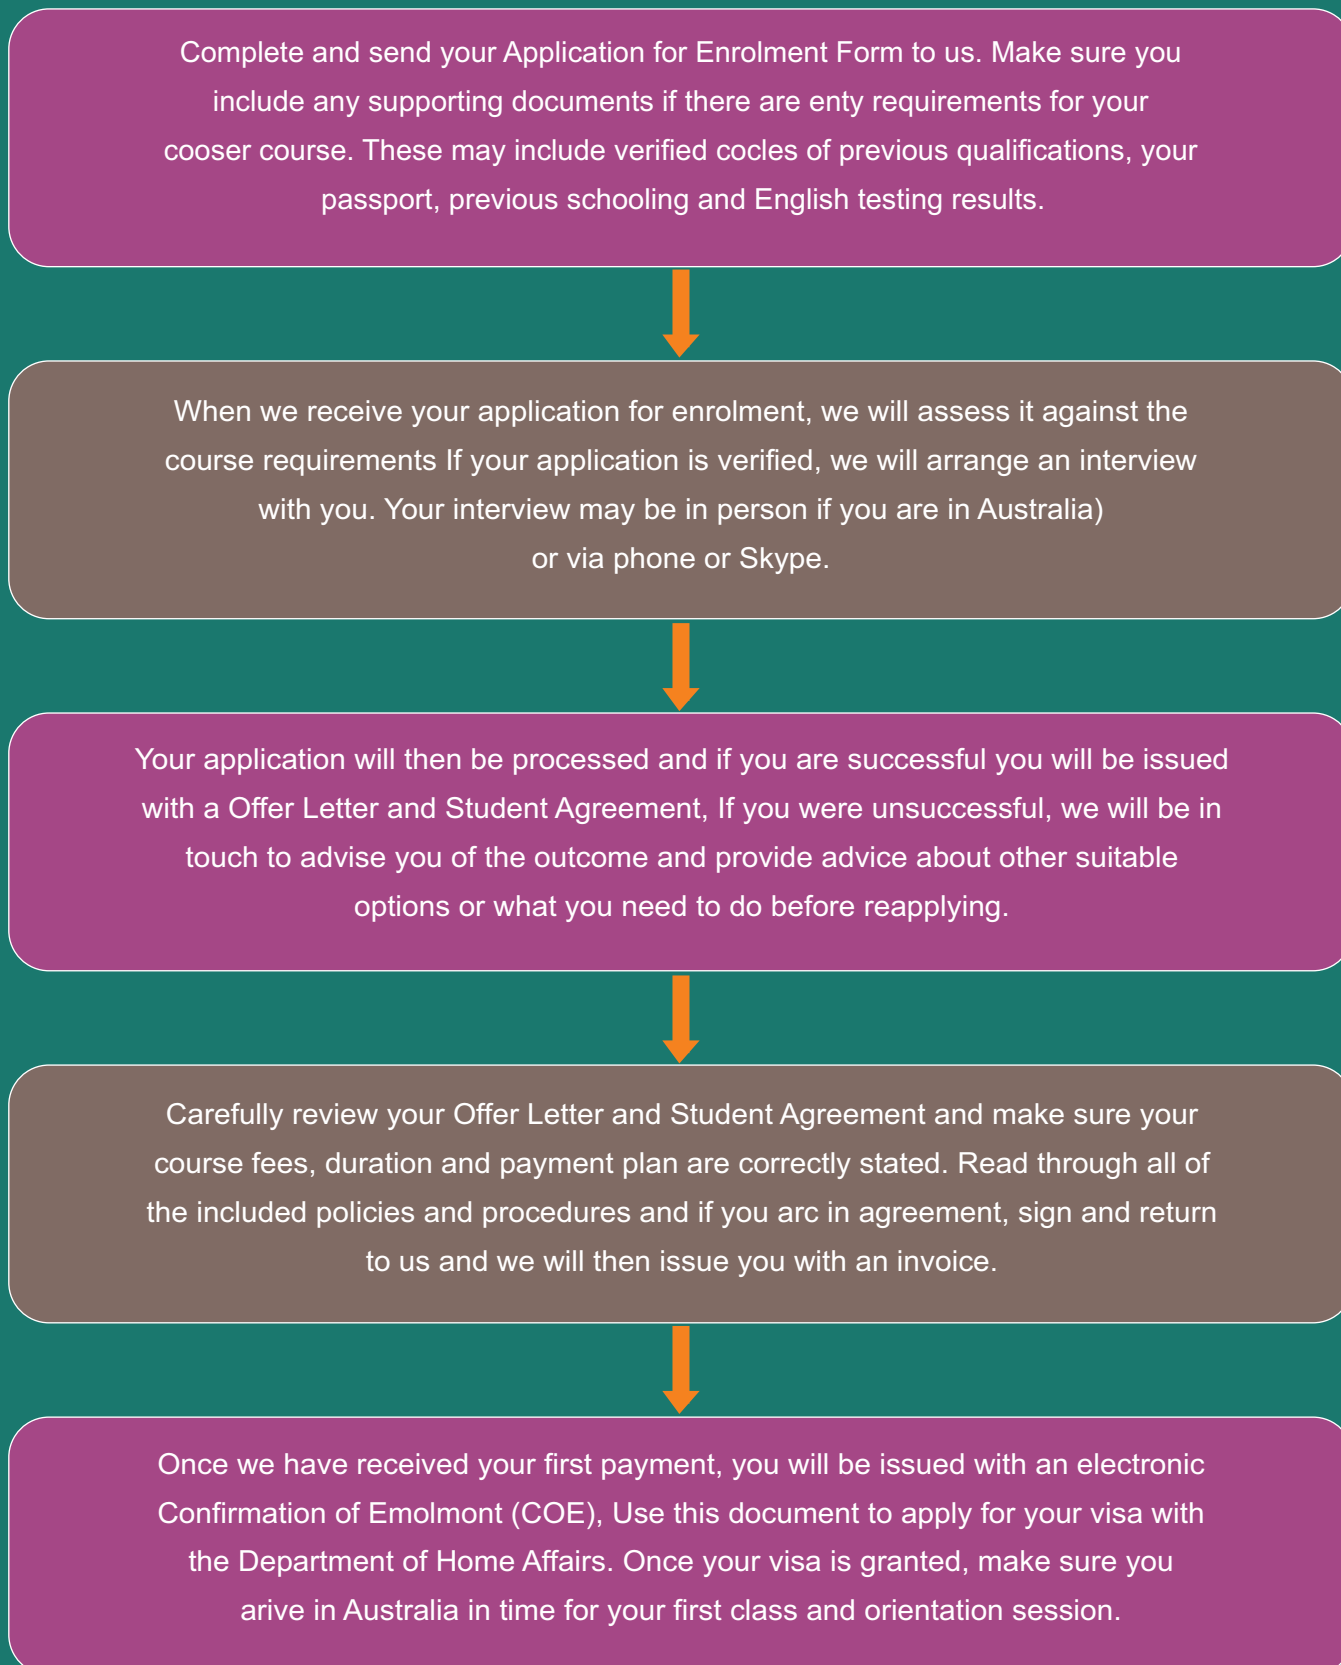 Complete and send your Application for Enrolment Form to us. Make sure you
include any supporting documents if there are enty requirements for your
cooser course. These may include verified cocles of previous qualifications, your
passport, previous schooling and English testing results.
When we receive your application for enrolment, we will assess it against the
course requirements If your application is verified, we will arrange an interview
with you. Your interview may be in person if you are in Australia)
or via phone or Skype.
Your application will then be processed and if you are successful you will be issued
with a Offer Letter and Student Agreement, If you were unsuccessful, we will be in
touch to advise you of the outcome and provide advice about other suitable
options or what you need to do before reapplying.
Carefully review your Offer Letter and Student Agreement and make sure your
course fees, duration and payment plan are correctly stated. Read through all of
the included policies and procedures and if you arc in agreement, sign and return
to us and we will then issue you with an invoice.
Once we have received your first payment, you will be issued with an electronic
Confirmation of Emolmont (COE), Use this document to apply for your visa with
the Department of Home Affairs. Once your visa is granted, make sure you
arive in Australia in time for your first class and orientation session.